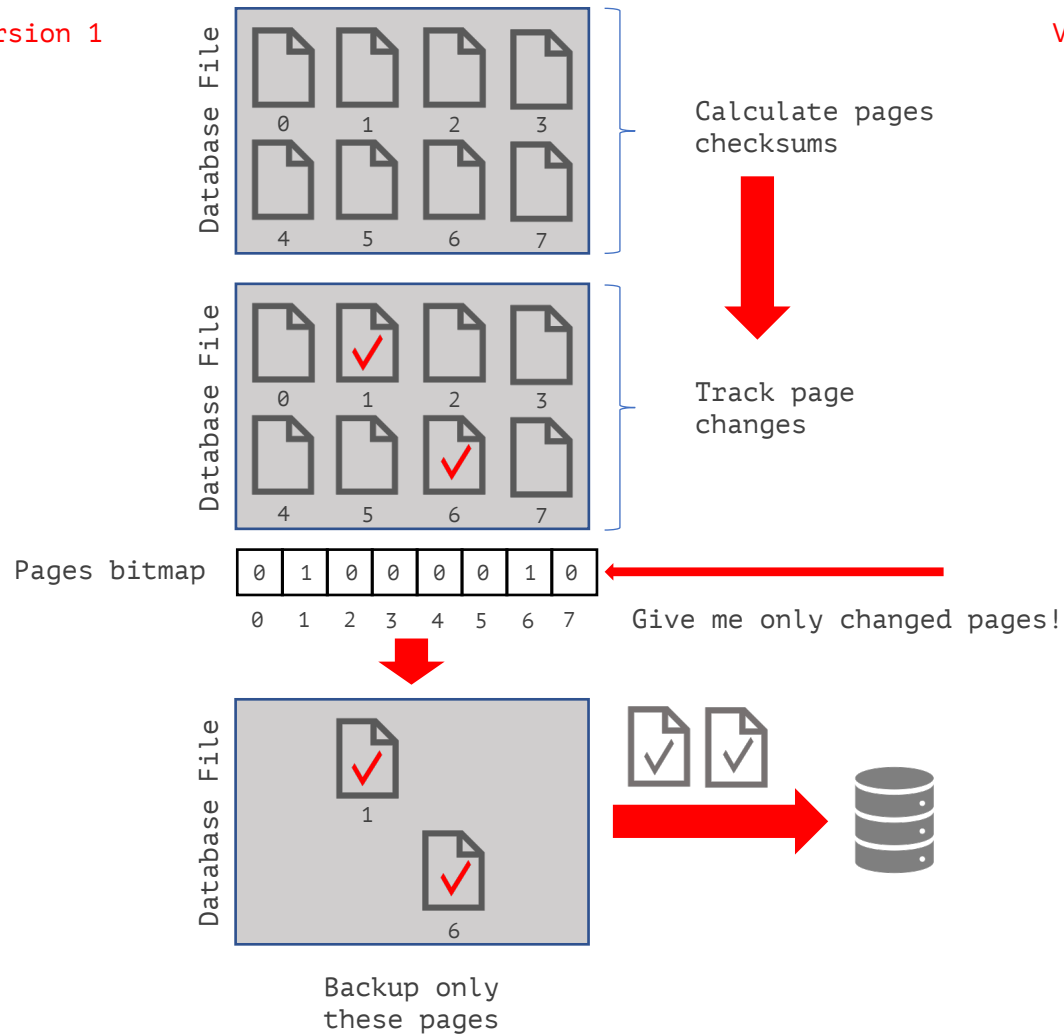 rsion 1
V
Database File
0 1 2 3
4 5 6 7
Calculate pages
checksums
Database File
0 1 2 3
4 5 6 7
Track page
changes
Pages bitmap
0 1 0 0 0 0 1 0
0 1 2 3 4 5 6 7
Give me only changed pages!
Database File
1
6
Backup only
these pages